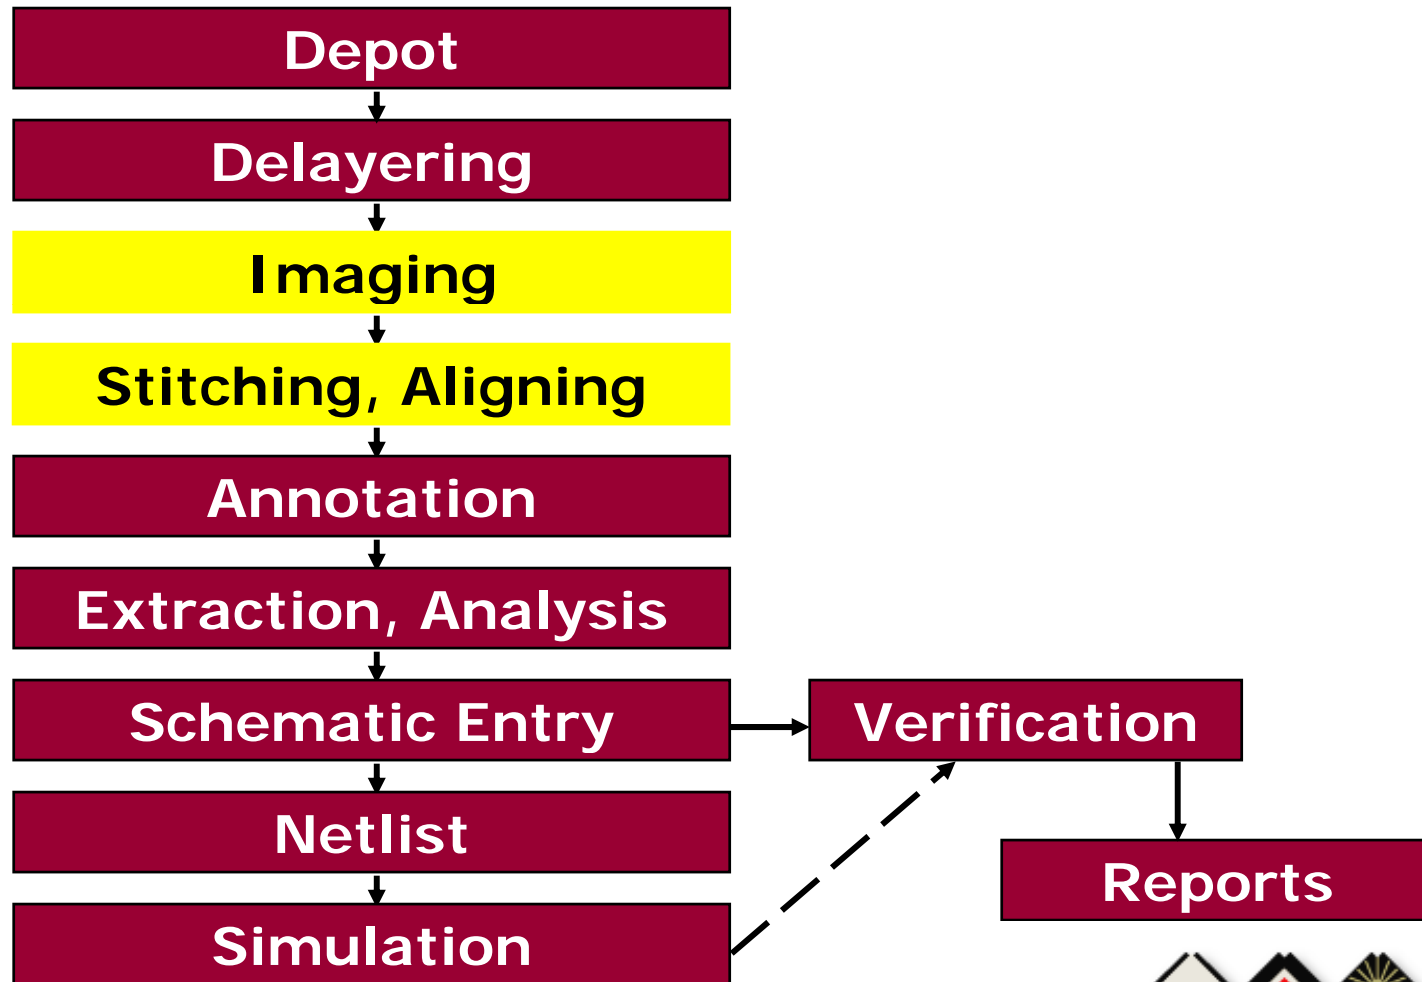 Depot
Delayering
Imaging
Stitching, Aligning
Annotation
Extraction, Analysis
Schematic Entry
Verification
Netlist
Reports
Simulation